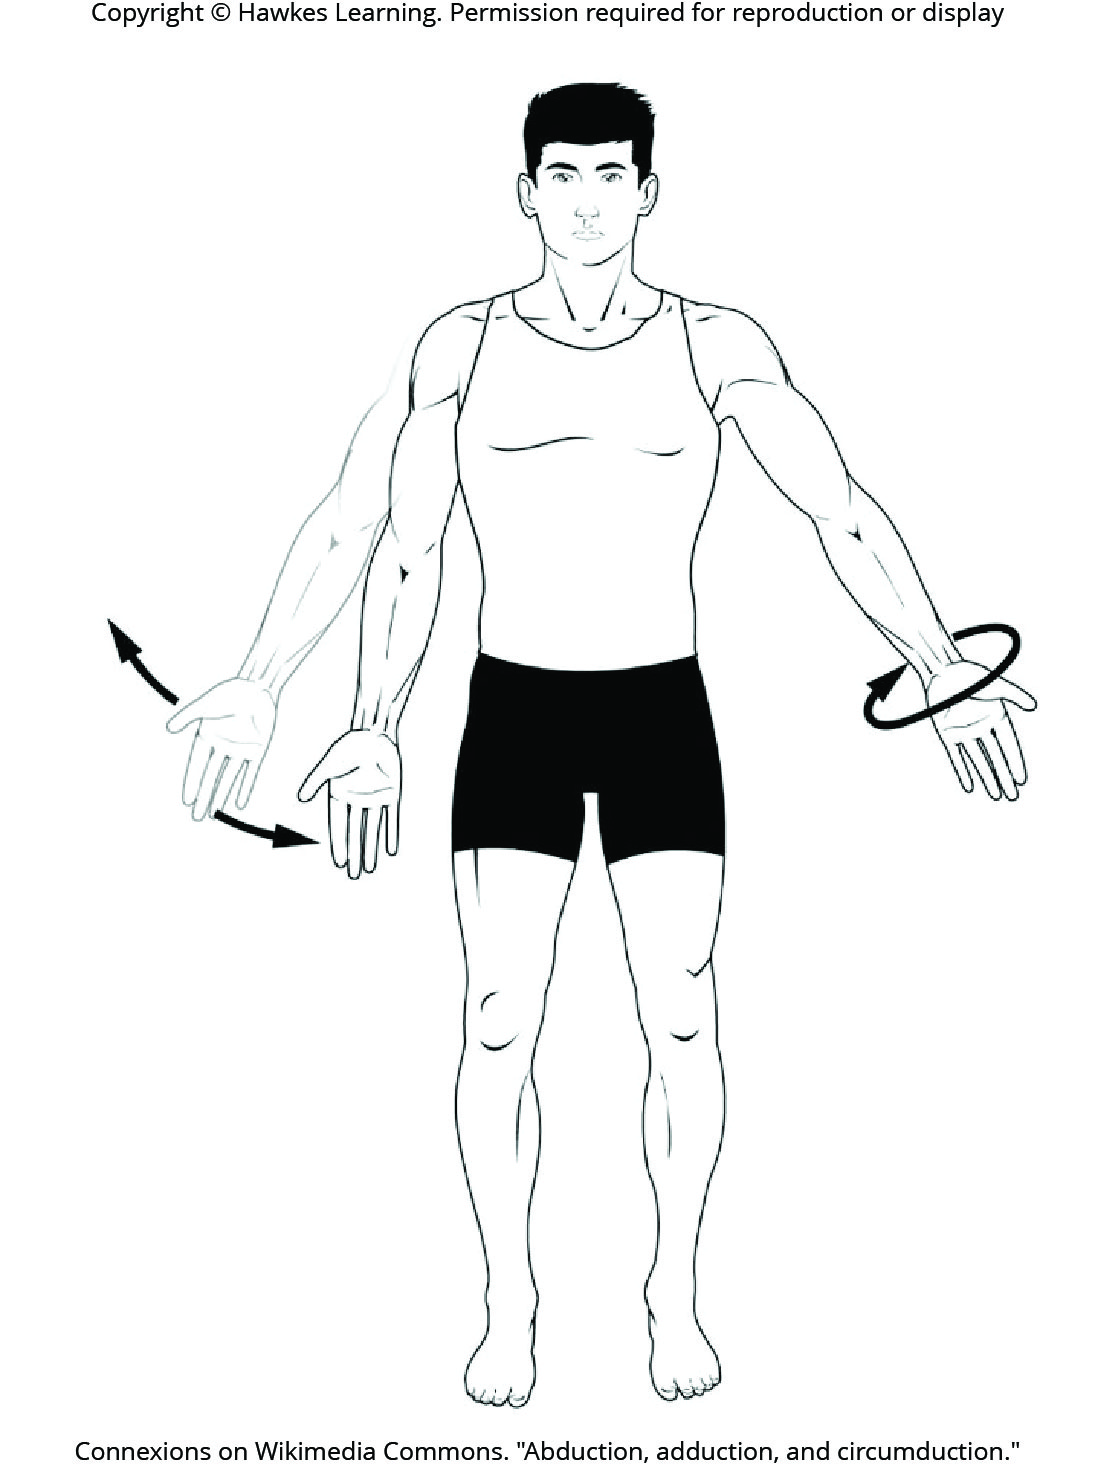 Copyright © Hawkes Learning. Permission required for reproduction or display
Connexions on Wikimedia Commons. "Abduction, adduction, and circumduction."